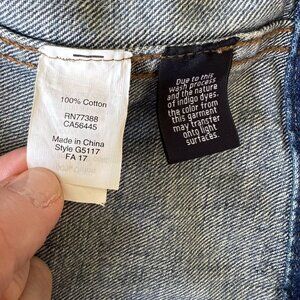 100% Cotton
RN77388
CA56445
Made in China
Style G5117
FA 17
Due to this
wash process
and the nature
of indigo dyes,
the color from
this garment
may transfer
onto light
surfaces.